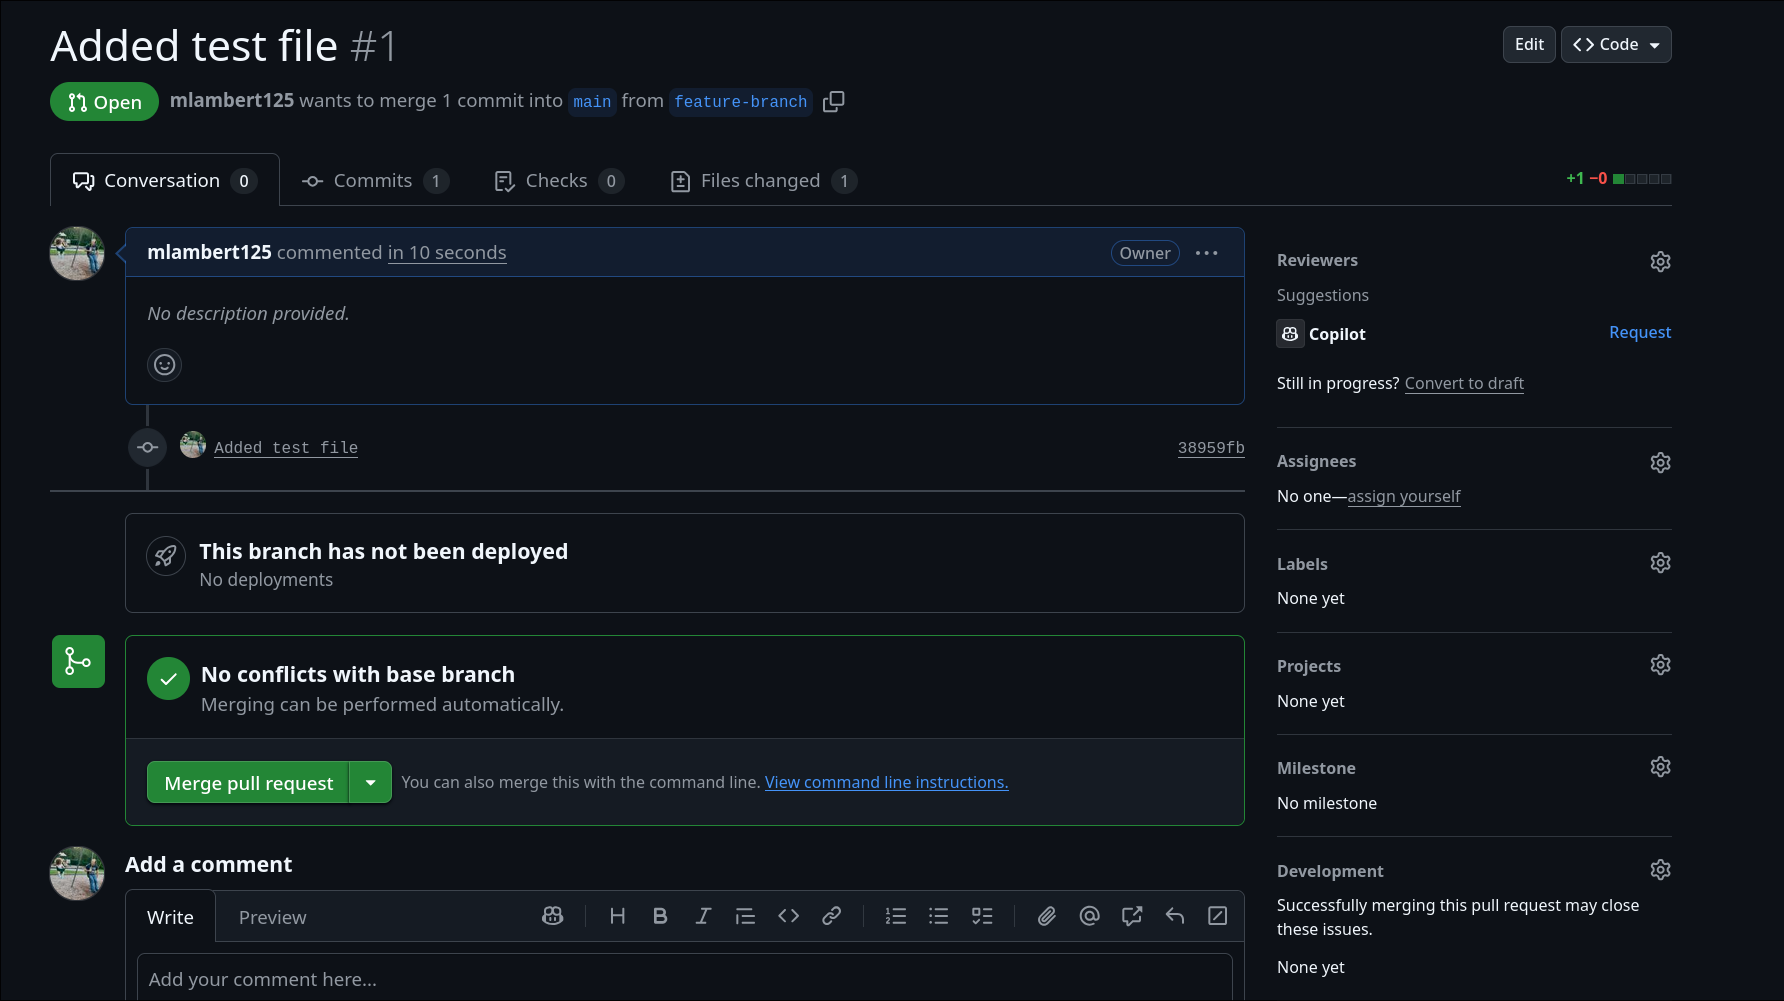 Added test file #1
Edit
Code
Open
mlambert125 wants to merge 1 commit into main from feature-branch
Conversation 0
Commits 1
Checks 0
Files changed 1
+1 −0
mlambert125 commented in 10 seconds
Owner
No description provided.
Added test file
38959fb
This branch has not been deployed
No deployments
No conflicts with base branch
Merging can be performed automatically.
Merge pull request
You can also merge this with the command line. View command line instructions.
Add a comment
Write
Preview
Add your comment here...
Reviewers
Suggestions
Copilot
Request
Still in progress? Convert to draft
Assignees
No one—assign yourself
Labels
None yet
Projects
None yet
Milestone
No milestone
Development
Successfully merging this pull request may close
these issues.
None yet